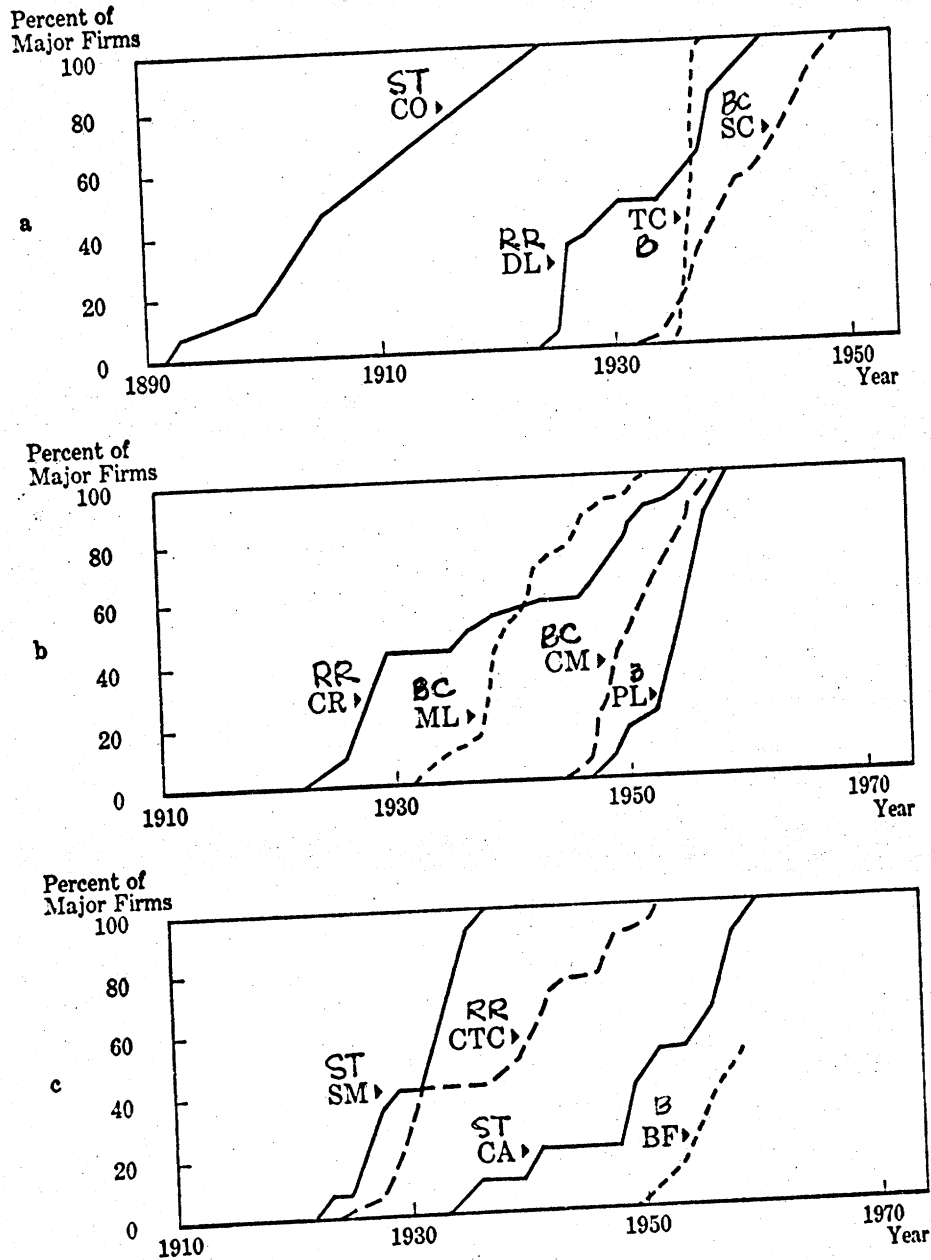 Percent of
Major Firms
100
80
60
40
20
0
a
ST
CO
RR
DL
TC
B
BC
SC
1890
1910
1930
1950
Year
Percent of
Major Firms
100
80
60
40
20
0
b
RR
CR
BC
ML
BC
CM
B
PL
1910
1930
1950
1970
Year
Percent of
Major Firms
100
80
60
40
20
0
c
ST
SM
RR
CTC
ST
CA
B
BF
1910
1930
1950
1970
Year